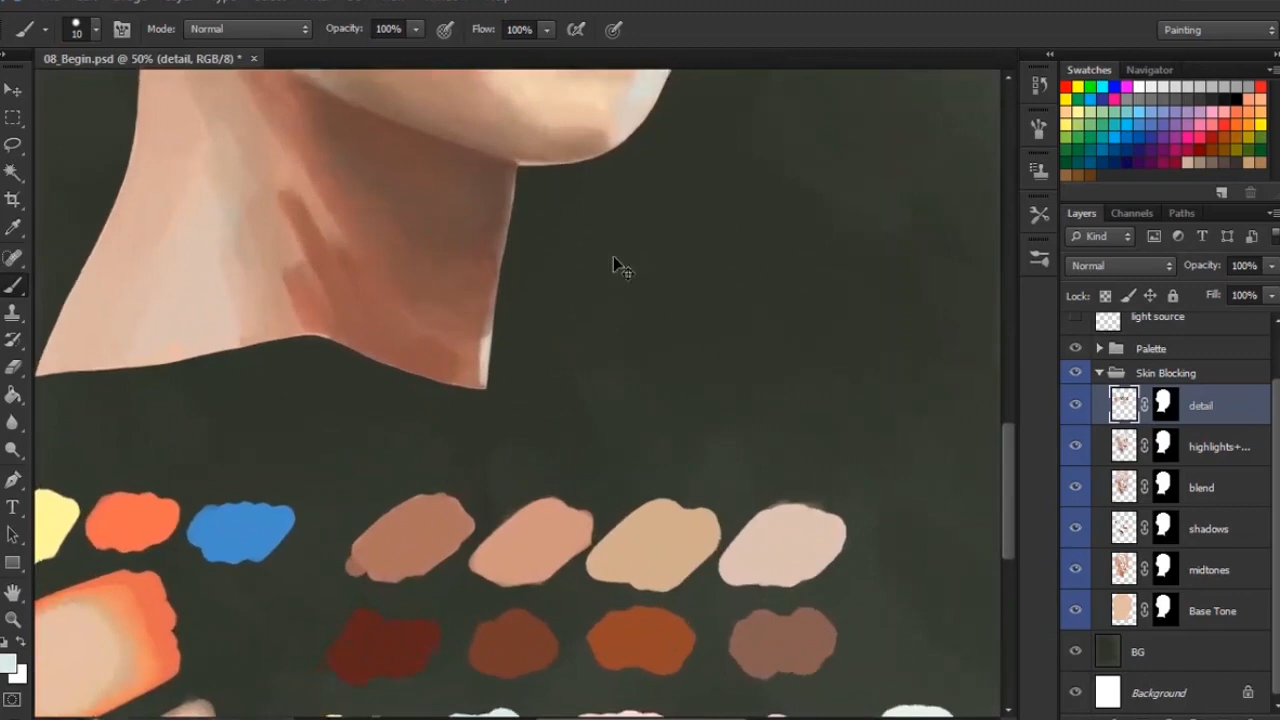 10
Mode: Normal
Opacity: 100%
Flow: 100%
Painting
08_Begin.psd @ 50% (detail, RGB/8) *
Swatches
Navigator
Layers
Channels
Paths
Kind
Normal
Opacity: 100%
Lock:
Fill: 100%
light source
Palette
Skin Blocking
detail
highlights+...
blend
shadows
midtones
Base Tone
BG
Background